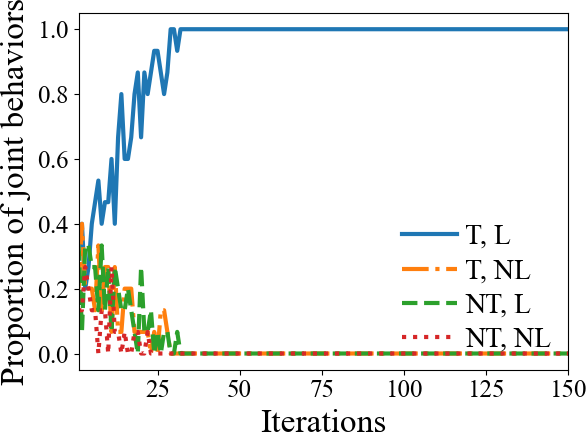 Proportion of joint behaviors
1.0
0.8
0.6
0.4
0.2
0.0
T, L
T, NL
NT, L
NT, NL
25 50 75 100 125 150
Iterations